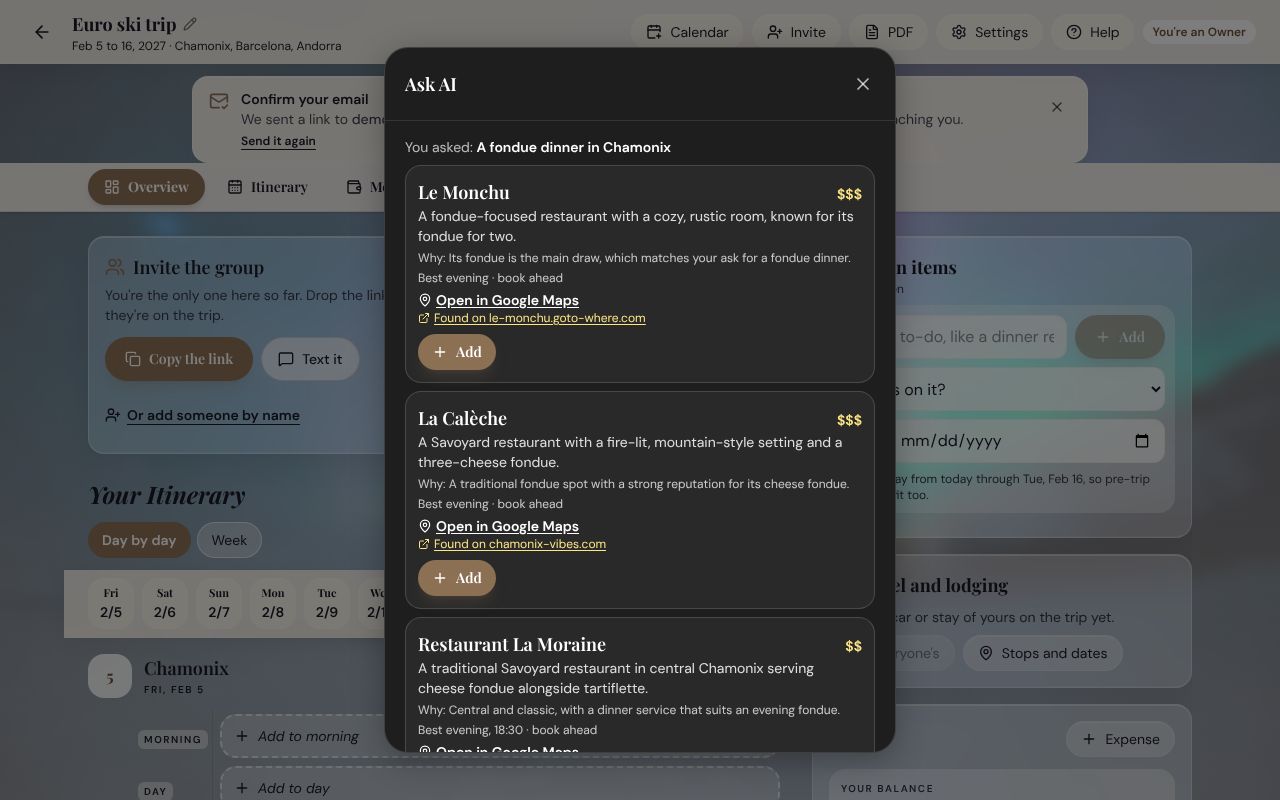 Euro ski trip
Feb 5 to 16, 2027 · Chamonix, Barcelona, Andorra
Calendar
Invite
PDF
Settings
Help
You're an Owner
Confirm your email
We sent a link to
ching you.
Send it again
Overview
Itinerary
Ask AI
You asked: A fondue dinner in Chamonix
Le Monchu
$$$
A fondue-focused restaurant with a cozy, rustic room, known for its
fondue for two.
Why: Its fondue is the main draw, which matches your ask for a fondue dinner.
Best evening · book ahead
Open in Google Maps
Found on le-monchu.goto-where.com
+ Add
La Calèche
$$$
A Savoyard restaurant with a fire-lit, mountain-style setting and a
three-cheese fondue.
Why: A traditional fondue spot with a strong reputation for its cheese fondue.
Best evening · book ahead
Open in Google Maps
Found on chamonix-vibes.com
+ Add
Restaurant La Moraine
$$
A traditional Savoyard restaurant in central Chamonix serving
cheese fondue alongside tartiflette.
Why: Central and classic, with a dinner service that suits an evening fondue.
Best evening, 18:30 · book ahead
Open in Google Maps
Invite the group
You're the only one here so far. Drop the link
they're on the trip.
Copy the link
Text it
Or add someone by name
Your Itinerary
Day by day
Week
Fri
2/5
Sat
2/6
Sun
2/7
Mon
2/8
Tue
2/9
5
Chamonix
FRI, FEB 5
MORNING
+ Add to morning
DAY
+ Add to day
items
to-do, like a dinner
+ Add
on it?
mm/dd/yyyy
from today through Tue, Feb 16, so pre-trip
it too.
and lodging
car or stay of yours on the trip yet.
Stops and dates
+ Expense
YOUR BALANCE